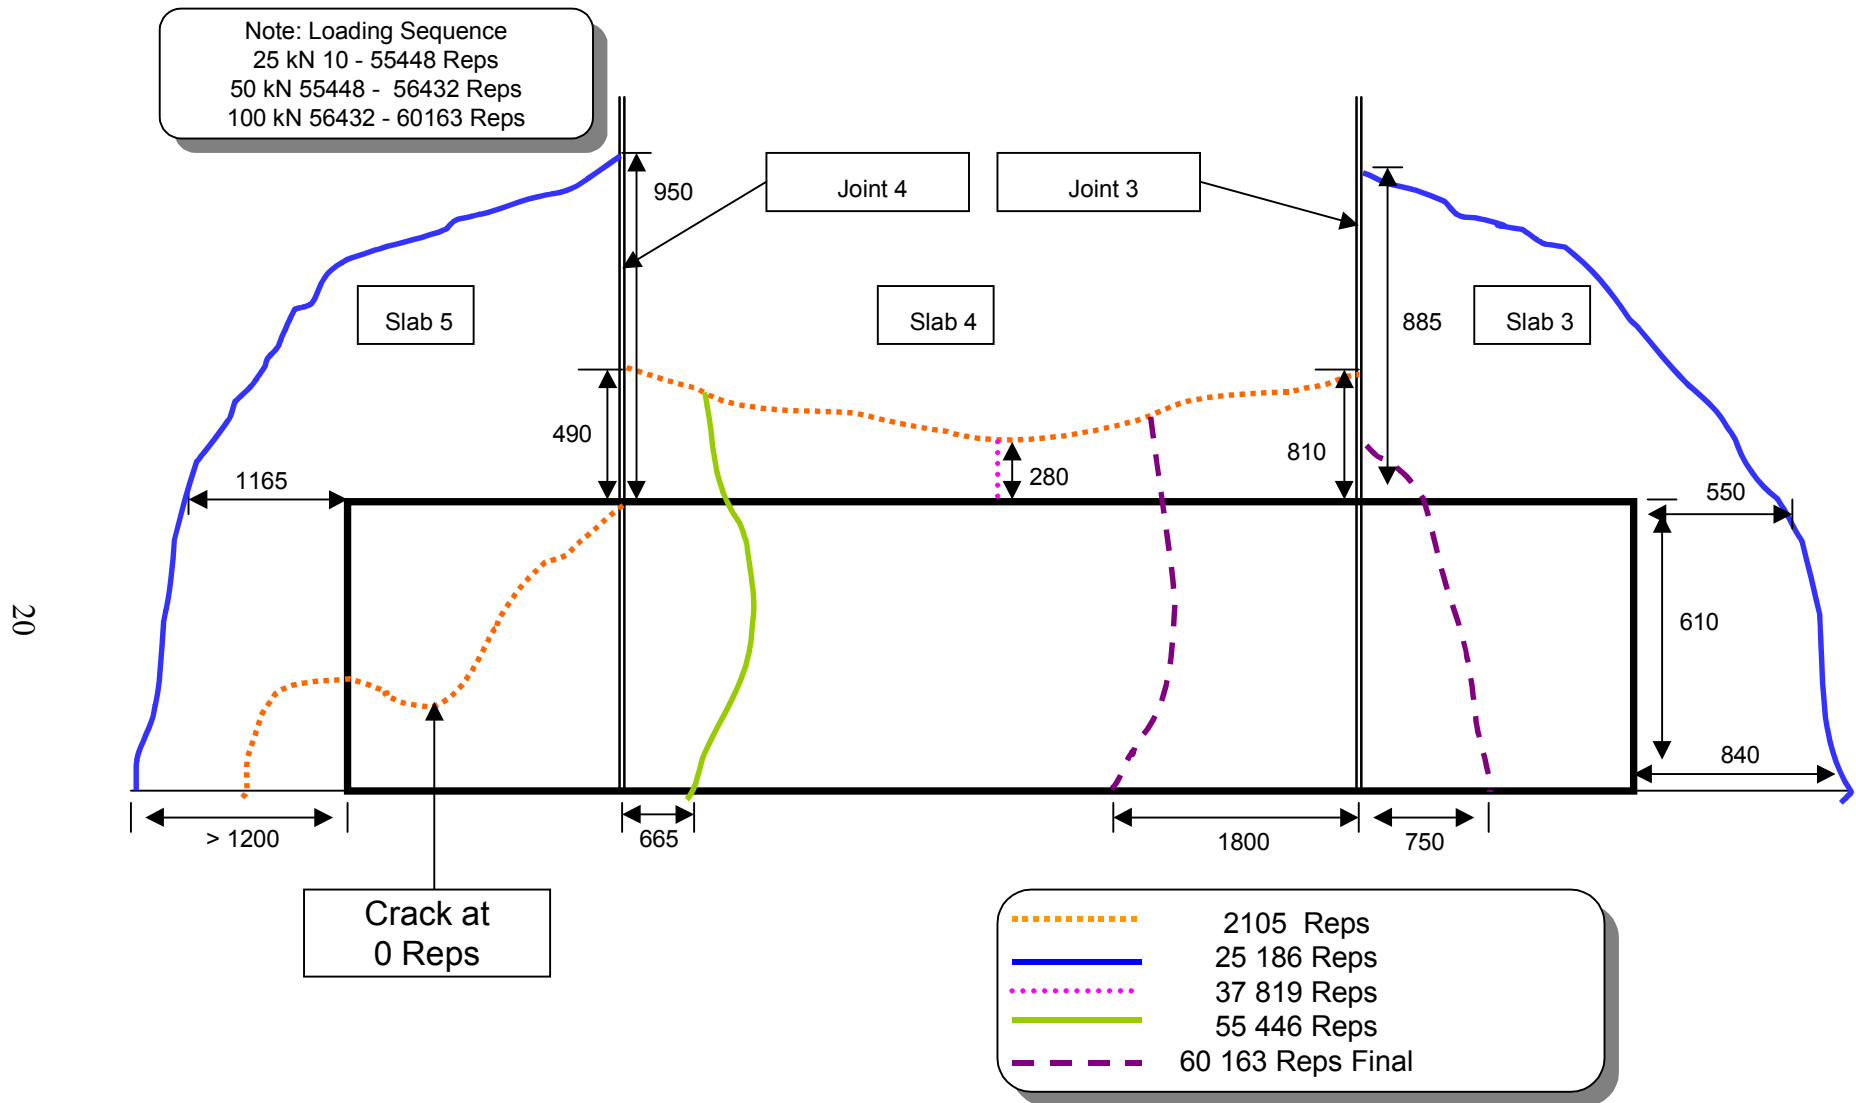 Note: Loading Sequence
25 kN 10 - 55448 Reps
50 kN 55448 - 56432 Reps
100 kN 56432 - 60163 Reps
950
Joint 4
Joint 3
Slab 5
Slab 4
885
Slab 3
490
810
1165
280
550
610
20
840
> 1200
665
1800
750
Crack at
0 Reps
2105 Reps
25 186 Reps
37 819 Reps
55 446 Reps
60 163 Reps Final